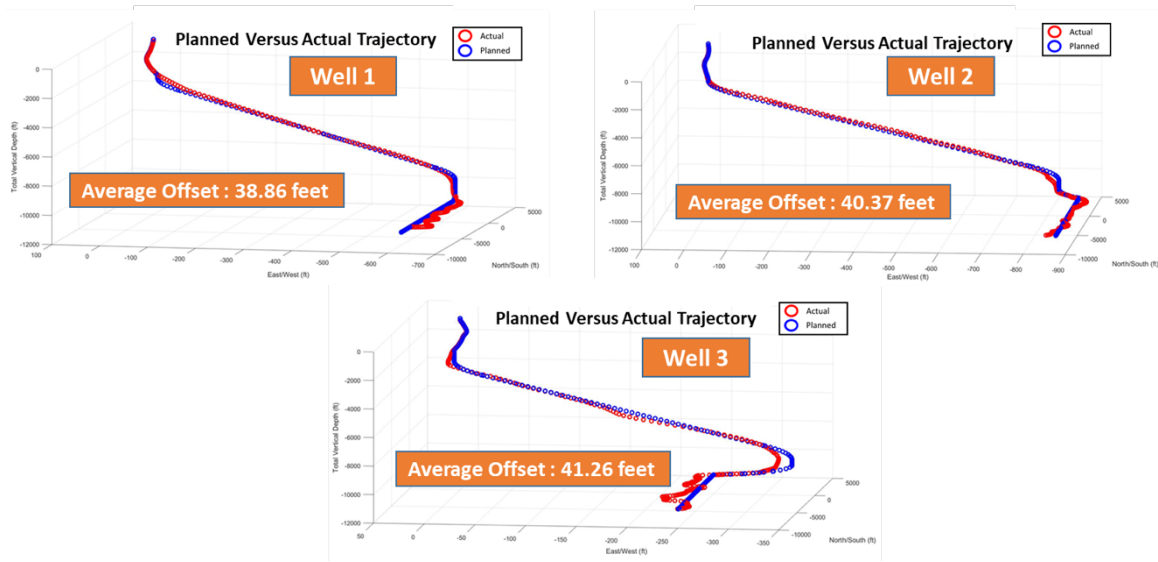 Planned Versus Actual Trajectory
Actual
Planned
Well 1
0
-2000
-4000
-6000
-8000
-10000
-12000
Total Vertical Depth (ft)
Average Offset : 38.86 feet
100
0
-100
-200
-300
-400
-500
-600
-700
East/West (ft)
5000
0
-5000
-10000
North/South (ft)
Planned Versus Actual Trajectory
Actual
Planned
Well 2
0
-2000
-4000
-6000
-8000
-10000
-12000
Total Vertical Depth (ft)
Average Offset : 40.37 feet
100
0
-100
-200
-300
-400
-500
-600
-700
-800
-900
East/West (ft)
5000
0
-5000
-10000
North/South (ft)
Planned Versus Actual Trajectory
Actual
Planned
Well 3
0
-2000
-4000
-6000
-8000
-10000
-12000
Total Vertical Depth (ft)
Average Offset : 41.26 feet
50
0
-50
-100
-150
-200
-250
-300
-350
East/West (ft)
5000
0
-5000
-10000
North/South (ft)